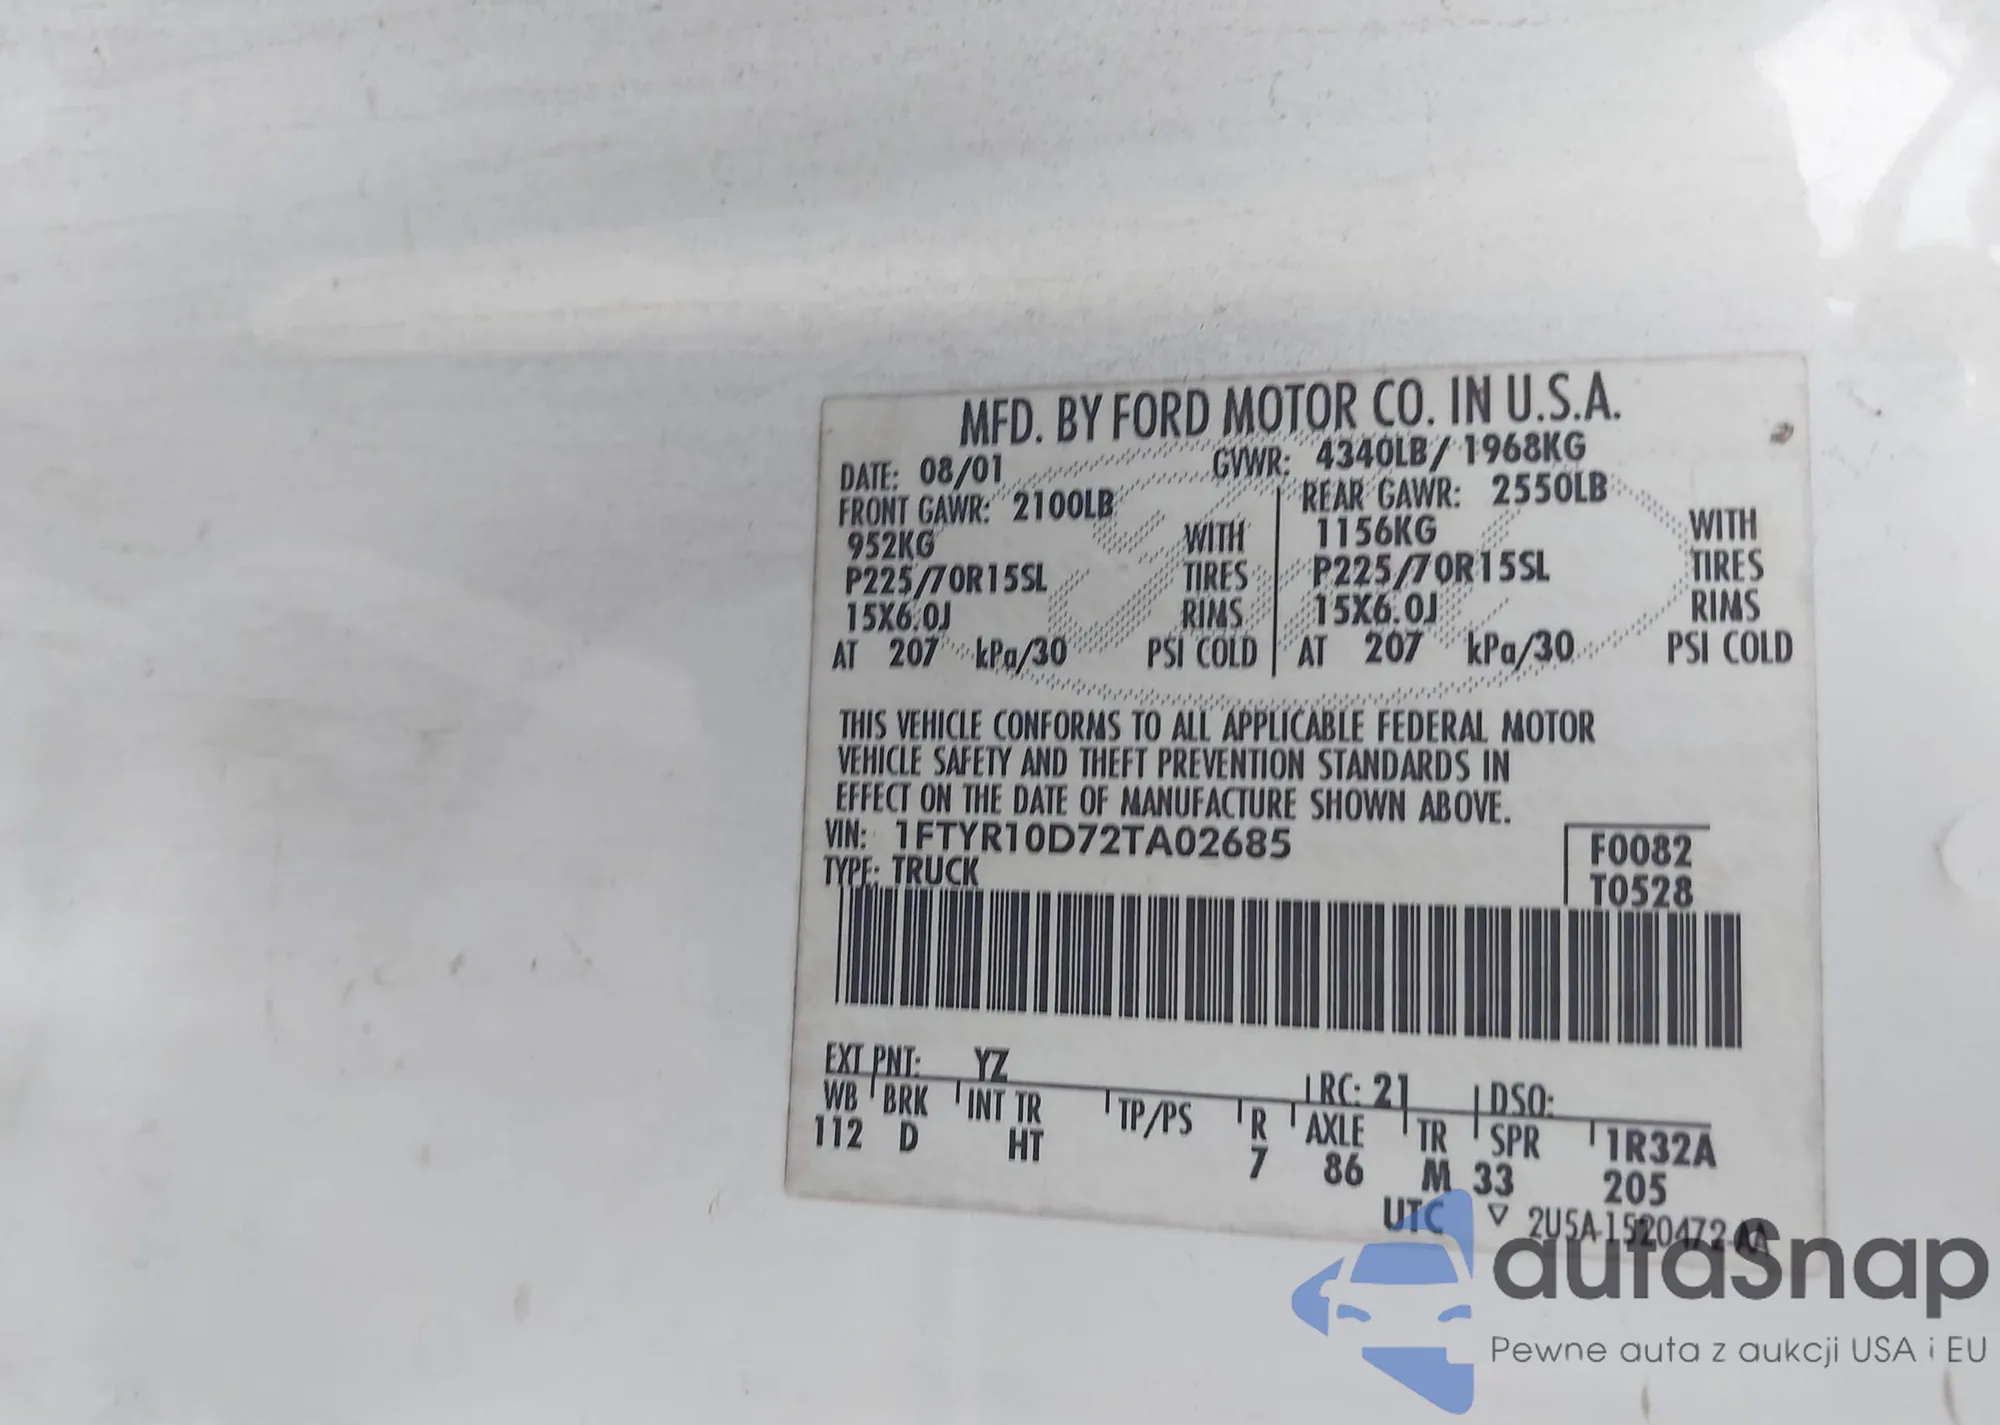 MFD. BY FORD MOTOR CO. IN U.S.A.
DATE: 08/01 GVWR: 4340LB/ 1968KG
FRONT GAWR: 2100LB REAR GAWR: 2550LB
952KG WITH 1156KG WITH
P225/70R15SL TIRES P225/70R15SL TIRES
15X6.0J RIMS 15X6.0J RIMS
AT 207 kPa/30 PSI COLD AT 207 kPa/30 PSI COLD
THIS VEHICLE CONFORMS TO ALL APPLICABLE FEDERAL MOTOR
VEHICLE SAFETY AND THEFT PREVENTION STANDARDS IN
EFFECT ON THE DATE OF MANUFACTURE SHOWN ABOVE.
VIN: 1FTYR10D72TA02685 F0082
TYPE: TRUCK T0528
EXT PNT: YZ RC: 21 DSO:
WB BRK INT TR TP/PS R AXLE TR SPR 1R32A
112 D HT 7 86 M 33 205
UTC ▽ 2U5A-1520472-AA
autaSnap
Pewne auta z aukcji USA i EU